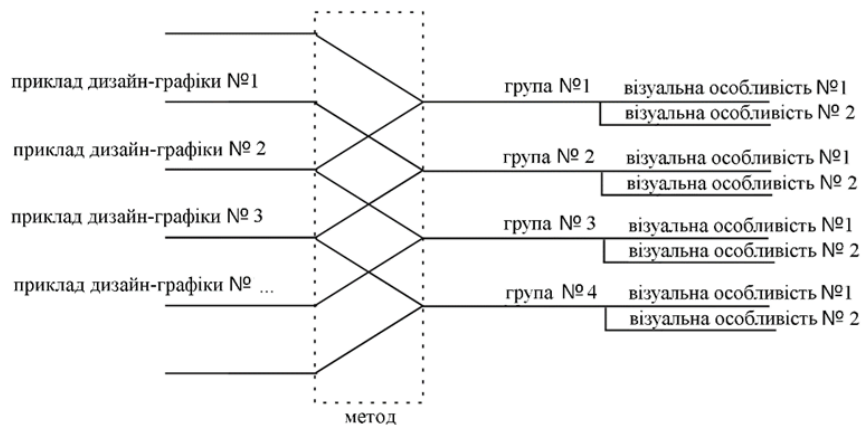 приклад дизайн-графіки №1
група №1
візуальна особливість №1
візуальна особливість № 2
приклад дизайн-графіки № 2
група № 2
візуальна особливість №1
візуальна особливість № 2
приклад дизайн-графіки № 3
група № 3
візуальна особливість №1
візуальна особливість № 2
приклад дизайн-графіки № ...
група № 4
візуальна особливість №1
візуальна особливість № 2
метод